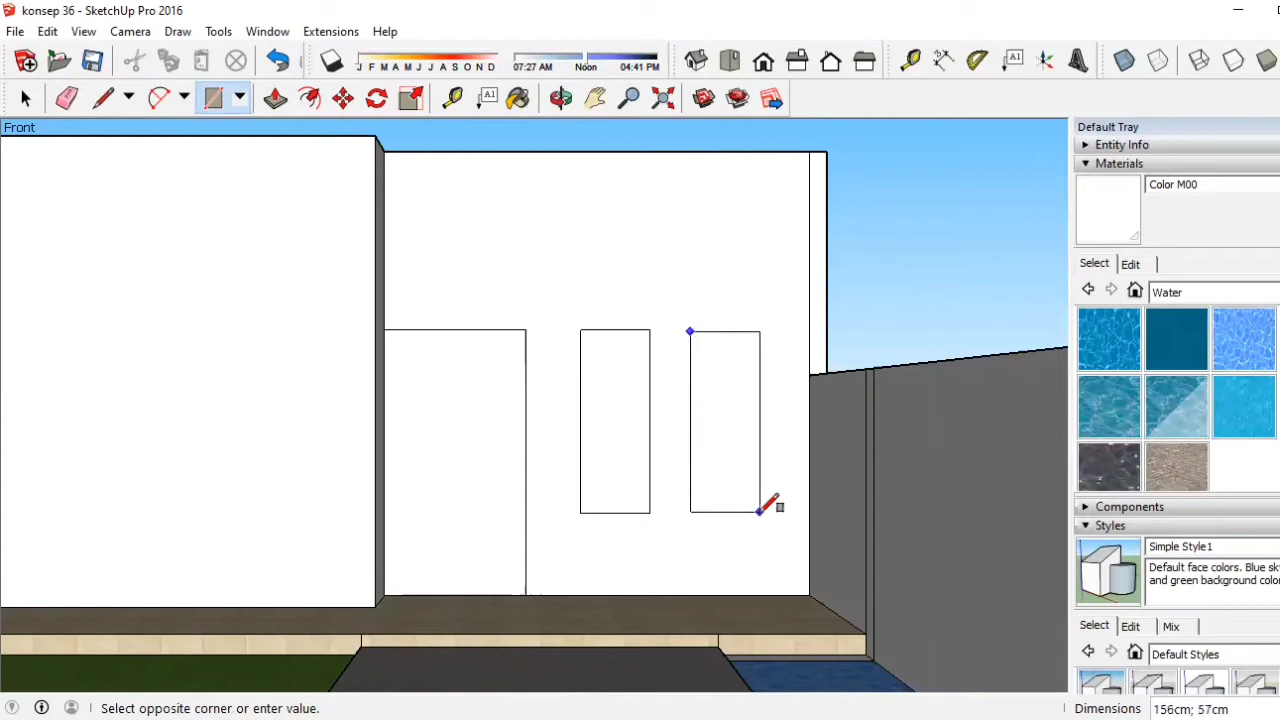 konsep 36 - SketchUp Pro 2016
File Edit View Camera Draw Tools Window Extensions Help
J F M A M J J A S O N D
07:27 AM Noon 04:41 PM
Front
Default Tray
Entity Info
Materials
Color M00
Select Edit
Water
Components
Styles
Simple Style1
Default face colors. Blue sk
and green background colo
Select Edit Mix
Default Styles
Select opposite corner or enter value.
Dimensions 156cm; 57cm